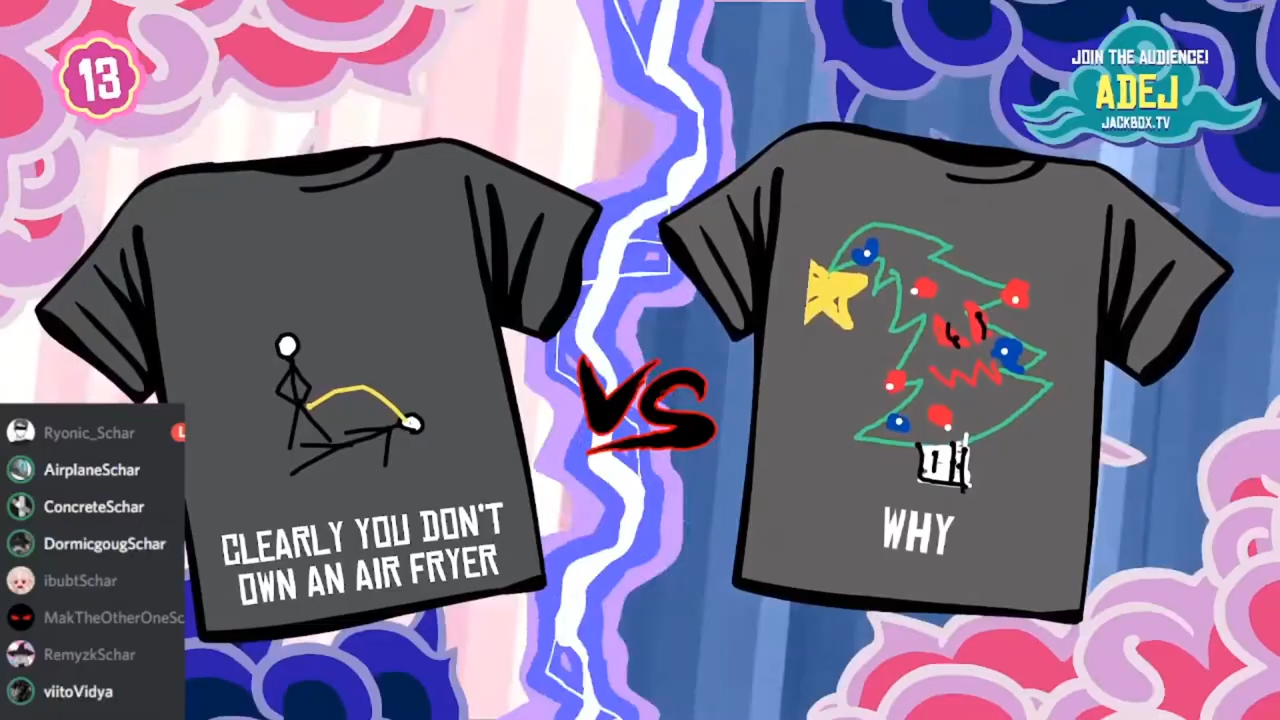 13
JOIN THE AUDIENCE!
ADEJ
JACKBOX.TV
CLEARLY YOU DON'T
OWN AN AIR FRYER
VS
WHY
Ryonic_Schar
AirplaneSchar
ConcreteSchar
DormicgougSchar
ibubtSchar
MakTheOtherOneSc
RemyzkSchar
viitoVidya